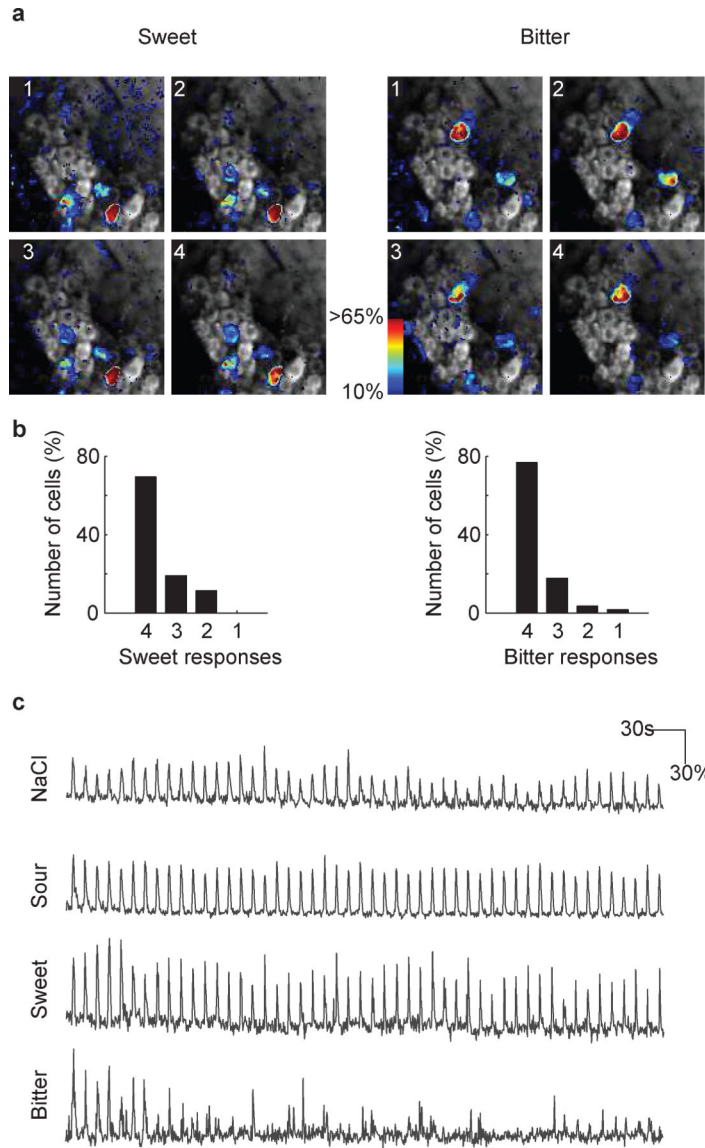 a
Sweet
Bitter
1
2
1
2
3
4
3
4
>65%
10%
b
Number of cells (%)
80
40
0
4 3 2 1
Sweet responses
Number of cells (%)
80
40
0
4 3 2 1
Bitter responses
c
30s
30%
NaCl
Sour
Sweet
Bitter